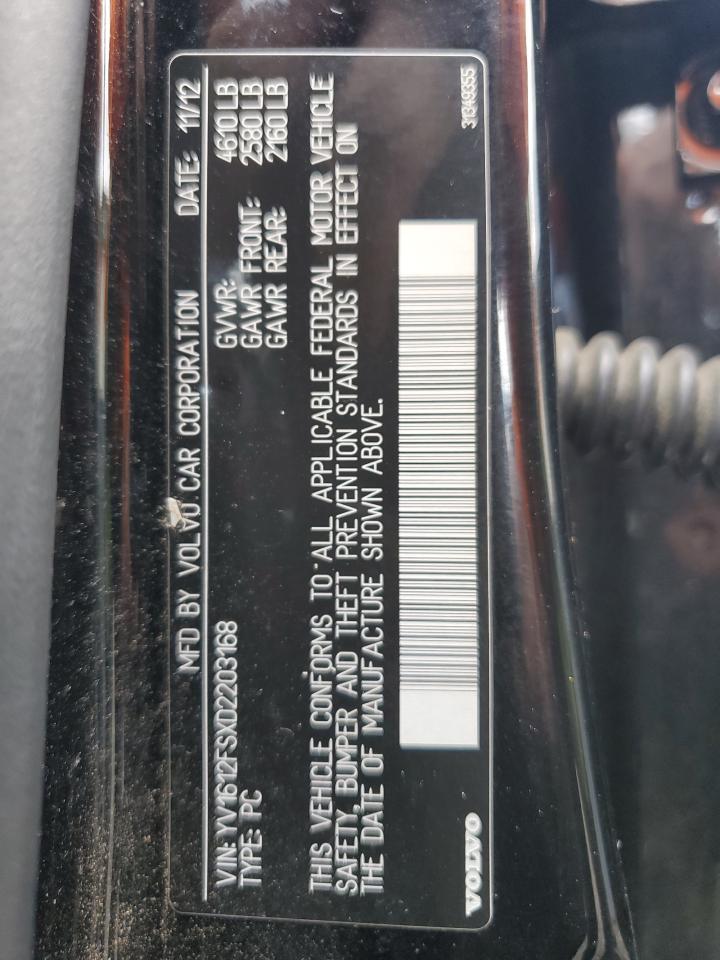 MFD BY VOLVO CAR CORPORATION DATE: 11/12
VIN: YV1612FSXD2203168 GVWR: 4610 LB
TYPE: PC GAWR FRONT: 2580 LB
GAWR REAR: 2160 LB
THIS VEHICLE CONFORMS TO ALL APPLICABLE FEDERAL MOTOR VEHICLE
SAFETY, BUMPER AND THEFT PREVENTION STANDARDS IN EFFECT ON
THE DATE OF MANUFACTURE SHOWN ABOVE.
VOLVO 31349355